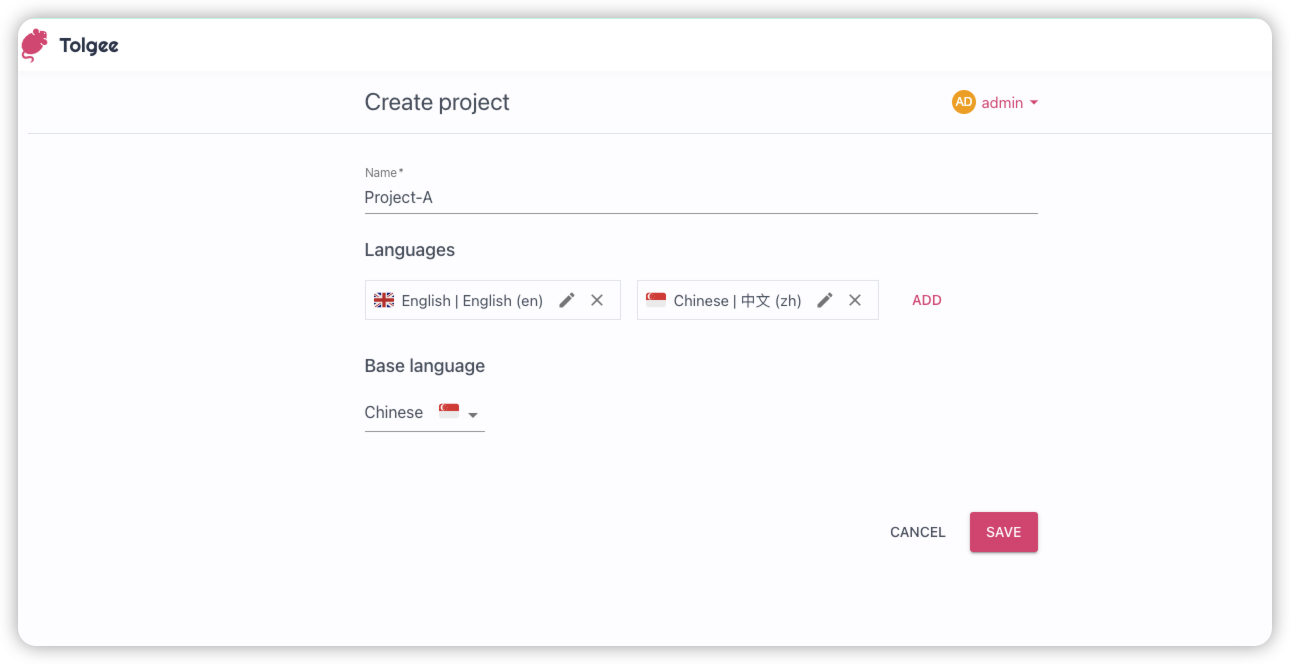 Tolgee
Create project
AD admin
Name*
Project-A
Languages
English | English (en)
Chinese | 中文 (zh)
ADD
Base language
Chinese
CANCEL
SAVE